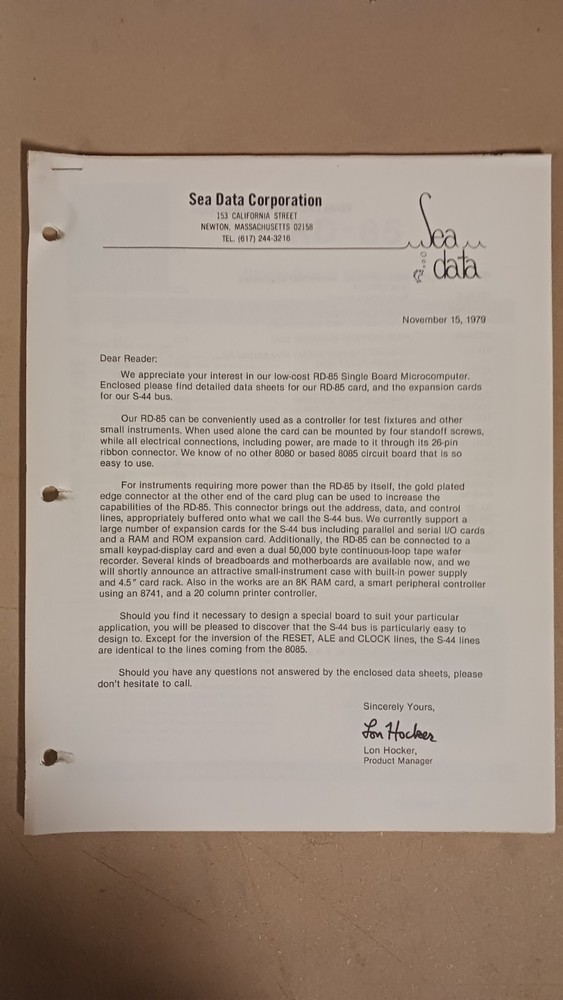 Sea Data Corporation
153 CALIFORNIA STREET
NEWTON, MASSACHUSETTS 02158
TEL. (617) 244-3216
Sea
data
November 15, 1979
Dear Reader:
We appreciate your interest in our low-cost RD-85 Single Board Microcomputer.
Enclosed please find detailed data sheets for our RD-85 card, and the expansion cards
for our S-44 bus.
Our RD-85 can be conveniently used as a controller for test fixtures and other
small instruments. When used alone the card can be mounted by four standoff screws,
while all electrical connections, including power, are made to it through its 26-pin
ribbon connector. We know of no other 8080 or based 8085 circuit board that is so
easy to use.
For instruments requiring more power than the RD-85 by itself, the gold plated
edge connector at the other end of the card plug can be used to increase the
capabilities of the RD-85. This connector brings out the address, data, and control
lines, appropriately buffered onto what we call the S-44 bus. We currently support a
large number of expansion cards for the S-44 bus including parallel and serial I/O cards
and a RAM and ROM expansion card. Additionally, the RD-85 can be connected to a
small keypad-display card and even a dual 50,000 byte continuous-loop tape wafer
recorder. Several kinds of breadboards and motherboards are available now, and we
will shortly announce an attractive small-instrument case with built-in power supply
and 4.5" card rack. Also in the works are an 8K RAM card, a smart peripheral controller
using an 8741, and a 20 column printer controller.
Should you find it necessary to design a special board to suit your particular
application, you will be pleased to discover that the S-44 bus is particularly easy to
design to. Except for the inversion of the RESET, ALE and CLOCK lines, the S-44 lines
are identical to the lines coming from the 8085.
Should you have any questions not answered by the enclosed data sheets, please
don't hesitate to call.
Sincerely Yours,
Lon Hocker
Lon Hocker,
Product Manager